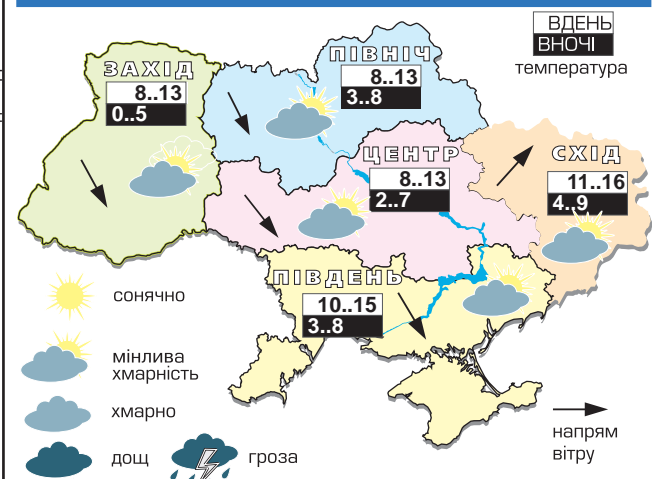 ВДЕНЬ
ВНОЧІ
температура
ЗАХІД
8..13
0..5
ПІВНІЧ
8..13
3..8
ЦЕНТР
8..13
2..7
СХІД
11..16
4..9
ПІВДЕНЬ
10..15
3..8
сонячно
мінлива
хмарність
хмарно
дощ
гроза
напрям
вітру